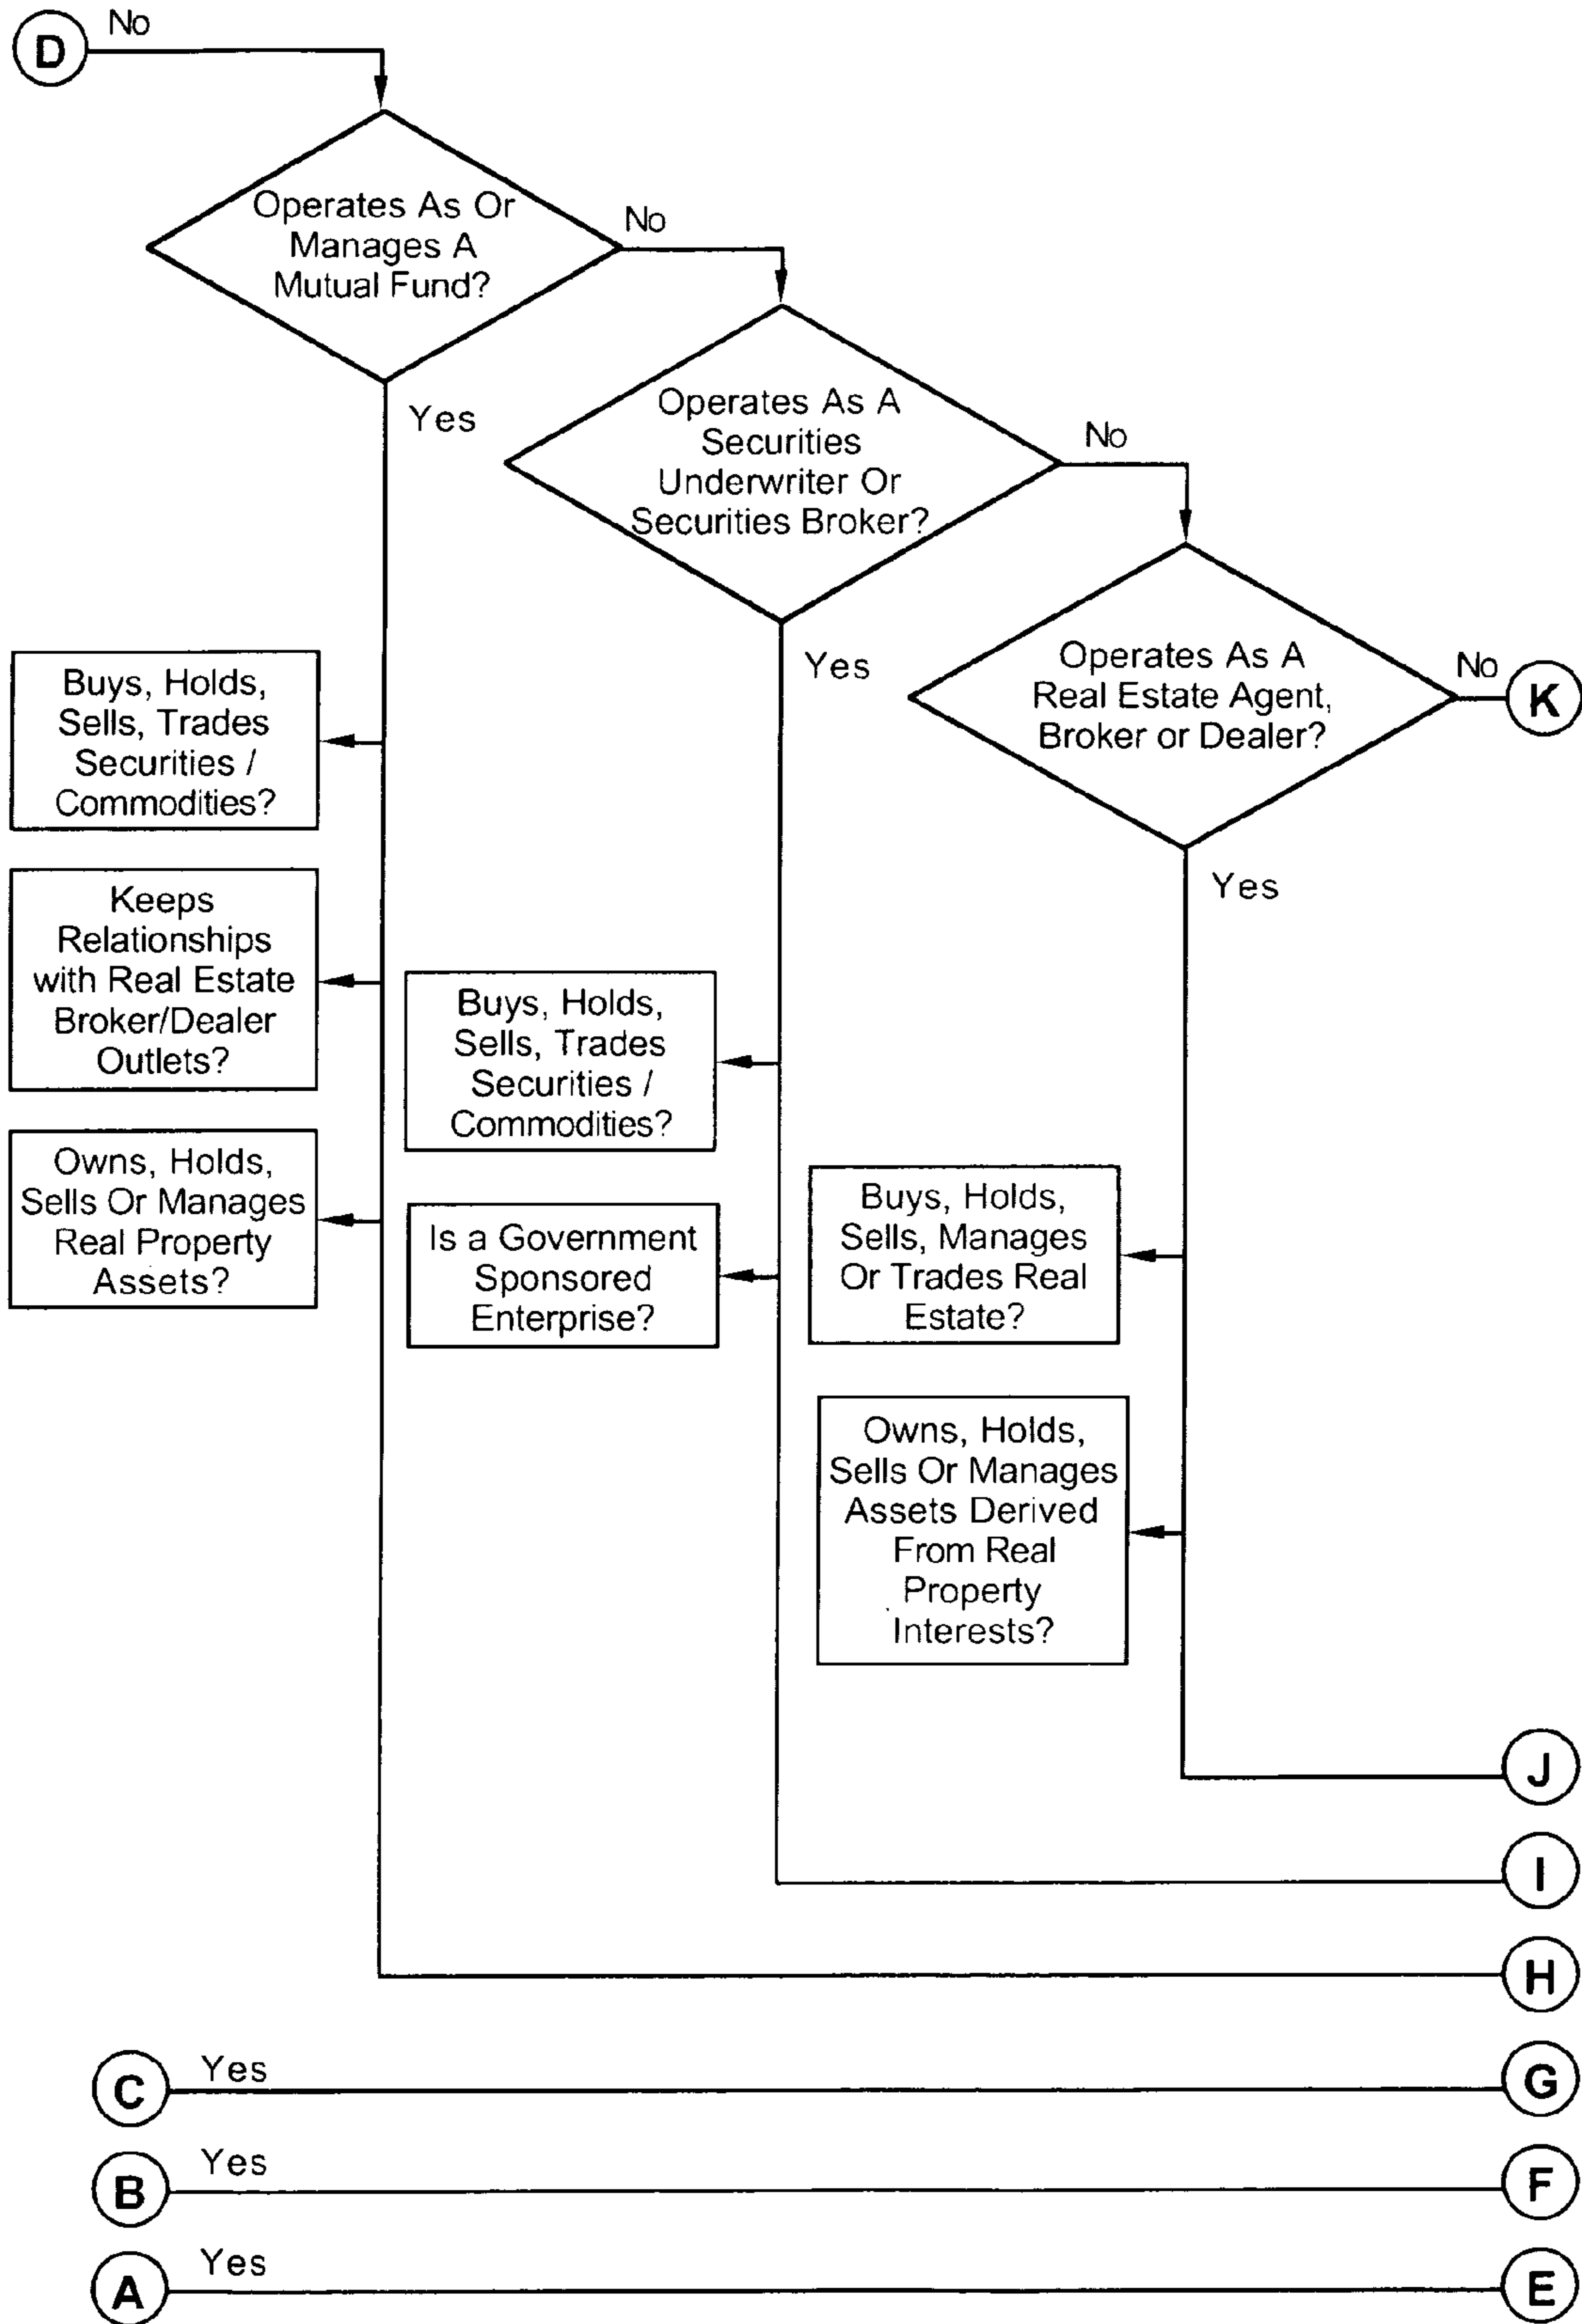 D
No
Operates As Or
Manages A
Mutual Fund?
No
Yes
Operates As A
Securities
Underwriter Or
Securities Broker?
No
Yes
Operates As A
Real Estate Agent,
Broker or Dealer?
No
K
Yes
Buys, Holds,
Sells, Trades
Securities /
Commodities?
Keeps
Relationships
with Real Estate
Broker/Dealer
Outlets?
Owns, Holds,
Sells Or Manages
Real Property
Assets?
Buys, Holds,
Sells, Trades
Securities /
Commodities?
Is a Government
Sponsored
Enterprise?
Buys, Holds,
Sells, Manages
Or Trades Real
Estate?
Owns, Holds,
Sells Or Manages
Assets Derived
From Real
Property
Interests?
J
I
H
C
Yes
G
B
Yes
F
A
Yes
E